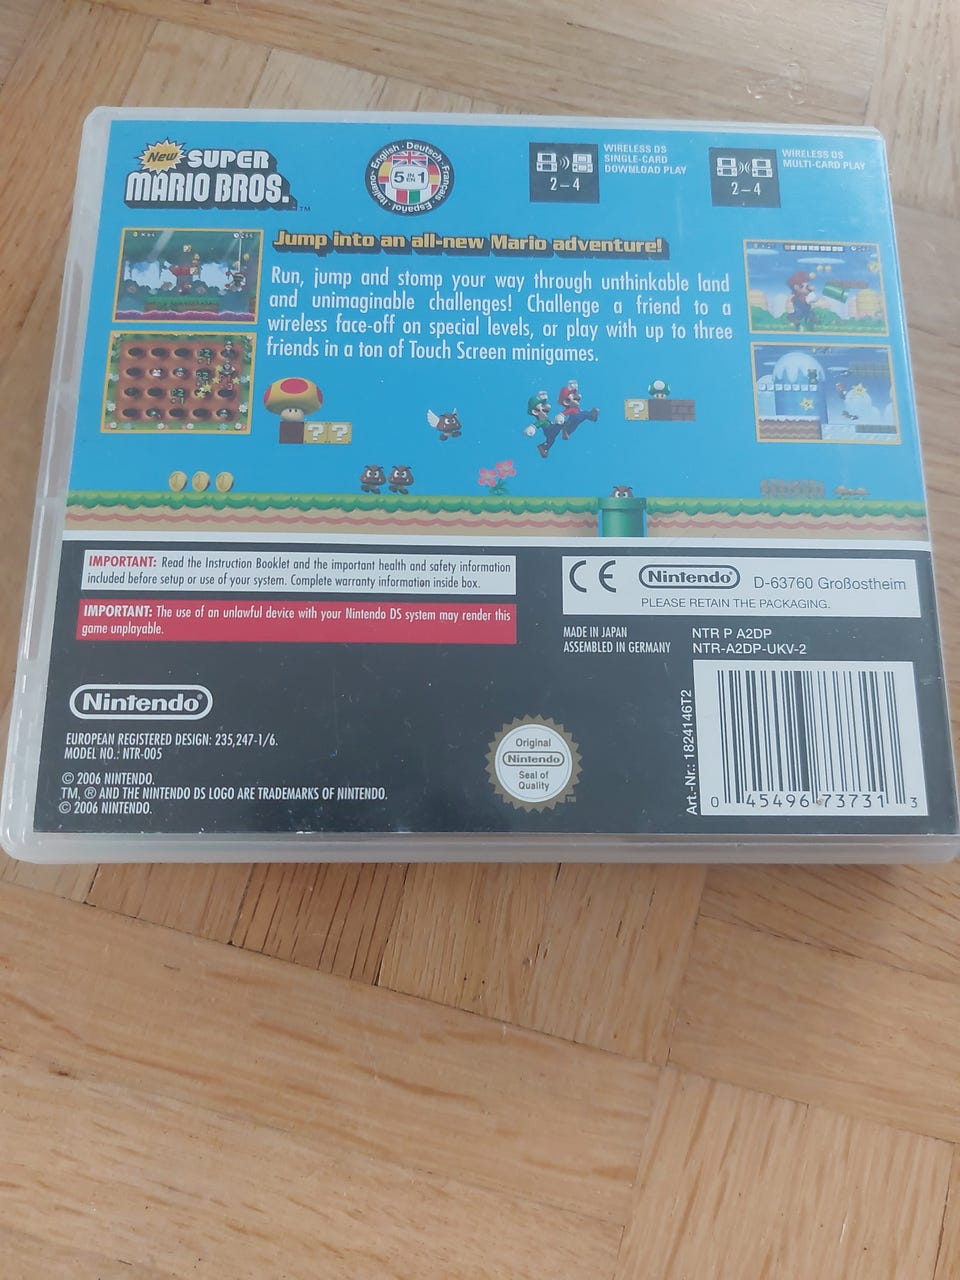 New SUPER
MARIO BROS.™
English · Deutsch · Français · Español · Italiano
5 IN EN 1
2 – 4
WIRELESS DS
SINGLE-CARD
DOWNLOAD PLAY
2 – 4
WIRELESS DS
MULTI-CARD PLAY
Jump into an all-new Mario adventure!
Run, jump and stomp your way through unthinkable land
and unimaginable challenges! Challenge a friend to a
wireless face-off on special levels, or play with up to three
friends in a ton of Touch Screen minigames.
? ?
?
IMPORTANT: Read the Instruction Booklet and the important health and safety information
included before setup or use of your system. Complete warranty information inside box.
IMPORTANT: The use of an unlawful device with your Nintendo DS system may render this
game unplayable.
CE Nintendo® D-63760 Großostheim
PLEASE RETAIN THE PACKAGING.
MADE IN JAPAN
ASSEMBLED IN GERMANY
NTR P A2DP
NTR-A2DP-UKV-2
Nintendo®
EUROPEAN REGISTERED DESIGN: 235,247-1/6.
MODEL NO.: NTR-005
© 2006 NINTENDO.
TM, ® AND THE NINTENDO DS LOGO ARE TRADEMARKS OF NINTENDO.
© 2006 NINTENDO.
Original
Nintendo
Seal of
Quality
TM
Art.-Nr.: 1824146T2
0 45496 73731 3